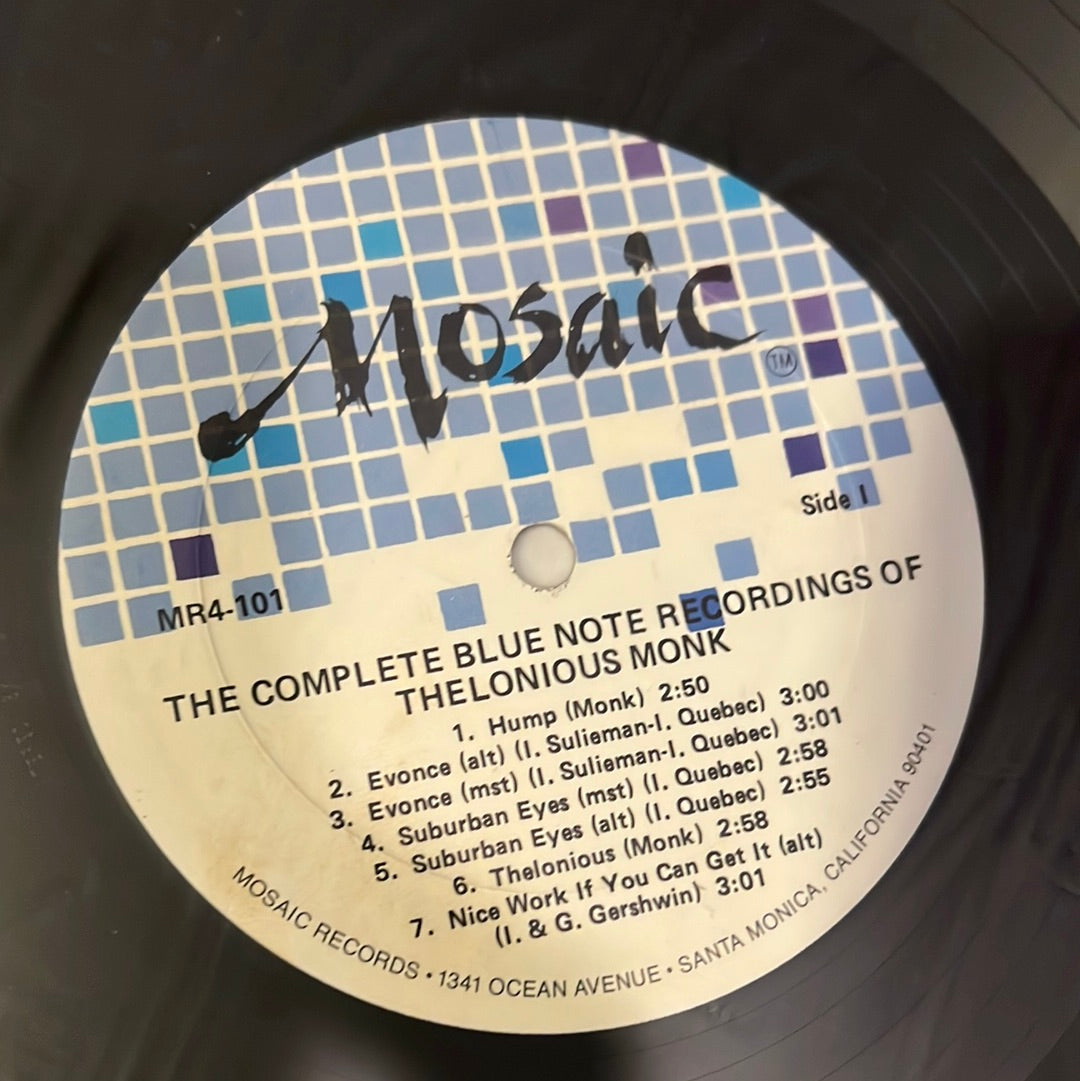 Mosaic
TM
Side 1
MR4-101
THE COMPLETE BLUE NOTE RECORDINGS OF
THELONIOUS MONK
1. Hump (Monk) 2:50
2. Evonce (alt) (I. Sulieman-I. Quebec) 3:00
3. Evonce (mst) (I. Sulieman-I. Quebec) 3:01
4. Suburban Eyes (mst) (I. Quebec) 2:58
5. Suburban Eyes (alt) (I. Quebec) 2:55
6. Thelonious (Monk) 2:58
7. Nice Work If You Can Get It (alt)
(I. & G. Gershwin) 3:01
MOSAIC RECORDS • 1341 OCEAN AVENUE • SANTA MONICA, CALIFORNIA 90401